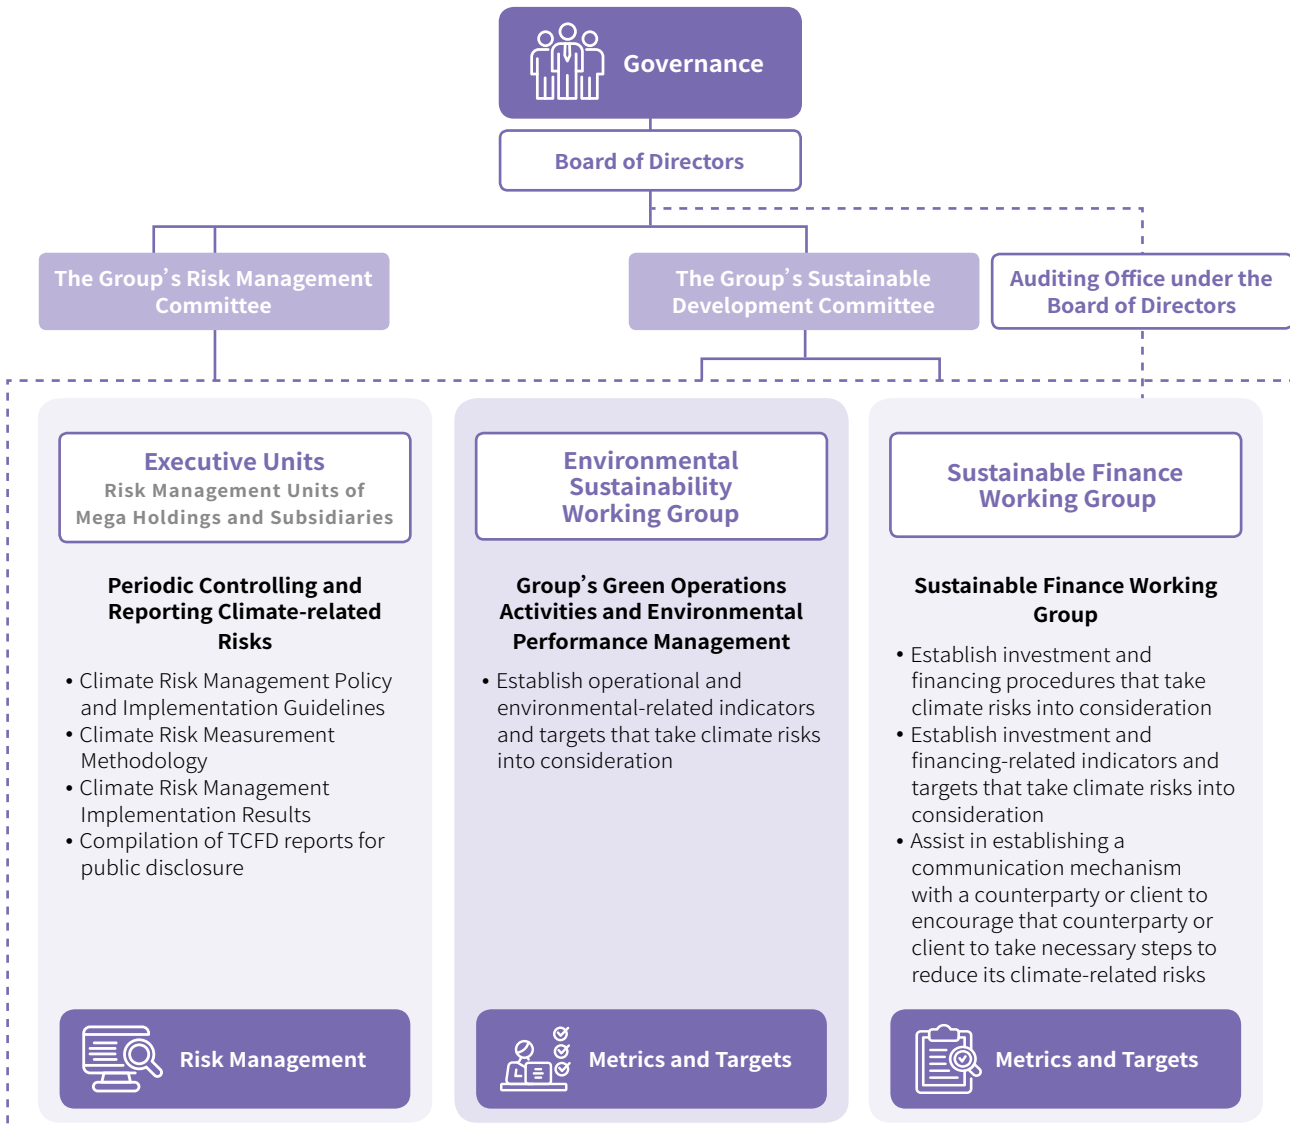 Governance
Board of Directors
The Group’s Risk Management
Committee
The Group’s Sustainable
Development Committee
Auditing Office under the
Board of Directors
Executive Units
Risk Management Units of
Mega Holdings and Subsidiaries
Periodic Controlling and
Reporting Climate-related
Risks
• Climate Risk Management Policy
and Implementation Guidelines
• Climate Risk Measurement
Methodology
• Climate Risk Management
Implementation Results
• Compilation of TCFD reports for
public disclosure
Risk Management
Environmental
Sustainability
Working Group
Group’s Green Operations
Activities and Environmental
Performance Management
• Establish operational and
environmental-related indicators
and targets that take climate risks
into consideration
Metrics and Targets
Sustainable Finance
Working Group
Sustainable Finance Working
Group
• Establish investment and
financing procedures that take
climate risks into consideration
• Establish investment and
financing-related indicators and
targets that take climate risks into
consideration
• Assist in establishing a
communication mechanism
with a counterparty or client to
encourage that counterparty or
client to take necessary steps to
reduce its climate-related risks
Metrics and Targets